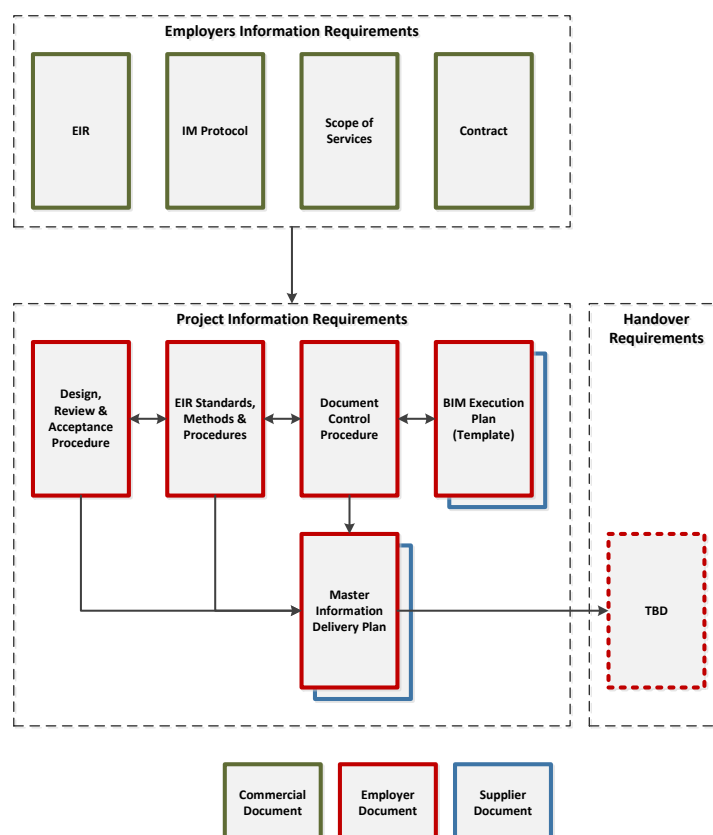 Employers Information Requirements
EIR
IM Protocol
Scope of
Services
Contract
Project Information Requirements
Handover
Requirements
Design,
Review &
Acceptance
Procedure
EIR Standards,
Methods &
Procedures
Document
Control
Procedure
BIM Execution
Plan
(Template)
Master
Information
Delivery Plan
TBD
Commercial
Document
Employer
Document
Supplier
Document